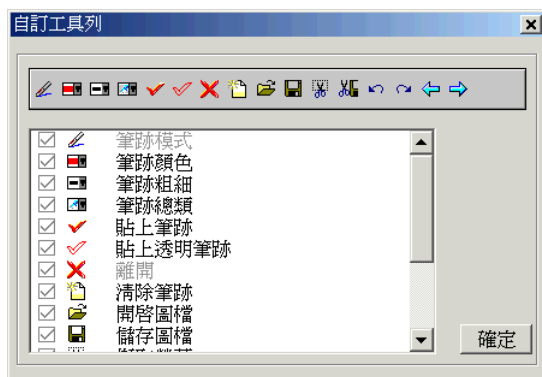 自訂工具列
筆跡模式
筆跡顏色
筆跡粗細
筆跡總類
貼上筆跡
貼上透明筆跡
離開
清除筆跡
開啓圖檔
儲存圖檔
確定